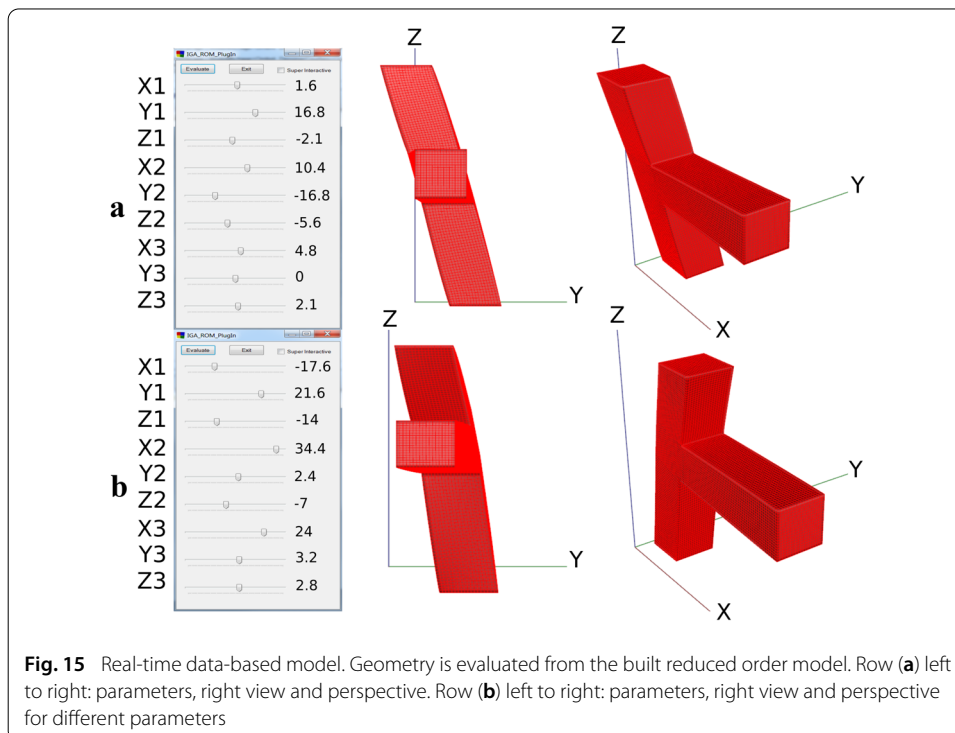 IGA_ROM_PlugIn
Evaluate Exit Super Interactive
X1 1.6
Y1 16.8
Z1 -2.1
X2 10.4
Y2 -16.8
Z2 -5.6
X3 4.8
Y3 0
Z3 2.1
a
Z
Y
Z
Y
X
IGA_ROM_PlugIn
Evaluate Exit Super Interactive
X1 -17.6
Y1 21.6
Z1 -14
X2 34.4
Y2 2.4
Z2 -7
X3 24
Y3 3.2
Z3 2.8
b
Z
Y
Z
Y
X
Fig. 15 Real-time data-based model. Geometry is evaluated from the built reduced order model. Row (a) left
to right: parameters, right view and perspective. Row (b) left to right: parameters, right view and perspective
for different parameters